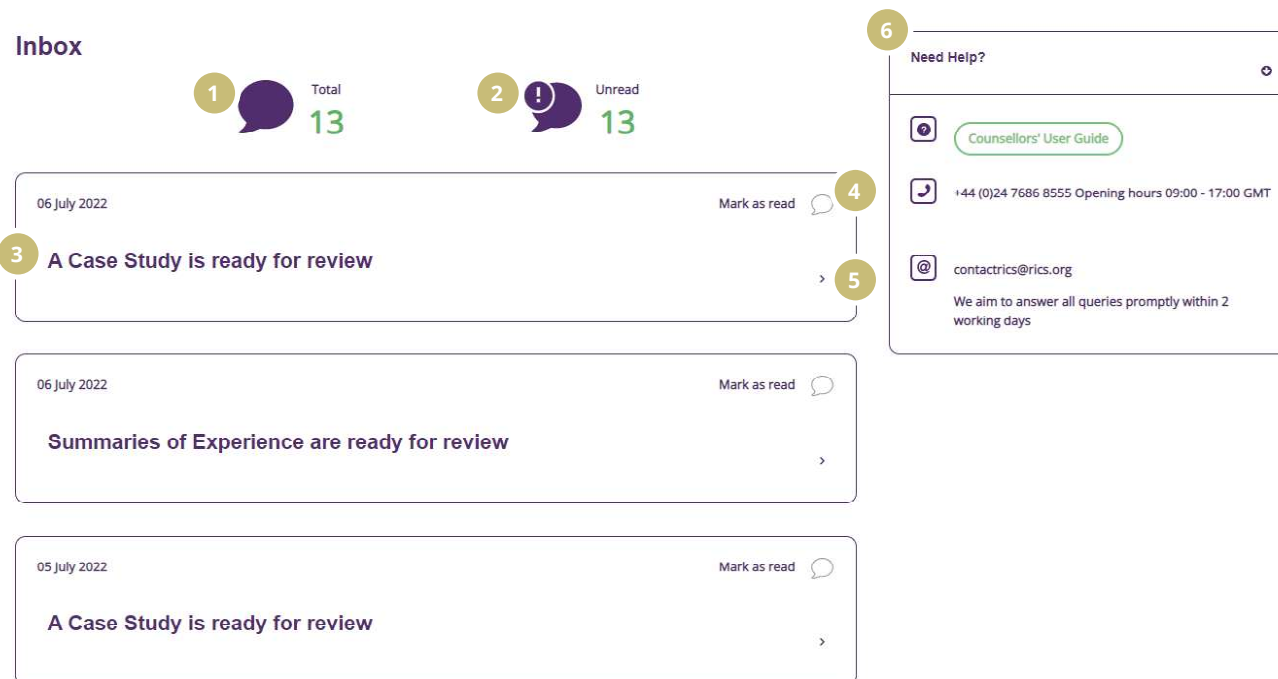 Inbox
1
Total
13
2
!
Unread
13
06 July 2022
Mark as read
4
3
A Case Study is ready for review
5
06 July 2022
Mark as read
Summaries of Experience are ready for review
05 July 2022
Mark as read
A Case Study is ready for review
6
Need Help?
?
Counsellors' User Guide
+44 (0)24 7686 8555 Opening hours 09:00 - 17:00 GMT
@
contactrics@rics.org
We aim to answer all queries promptly within 2
working days